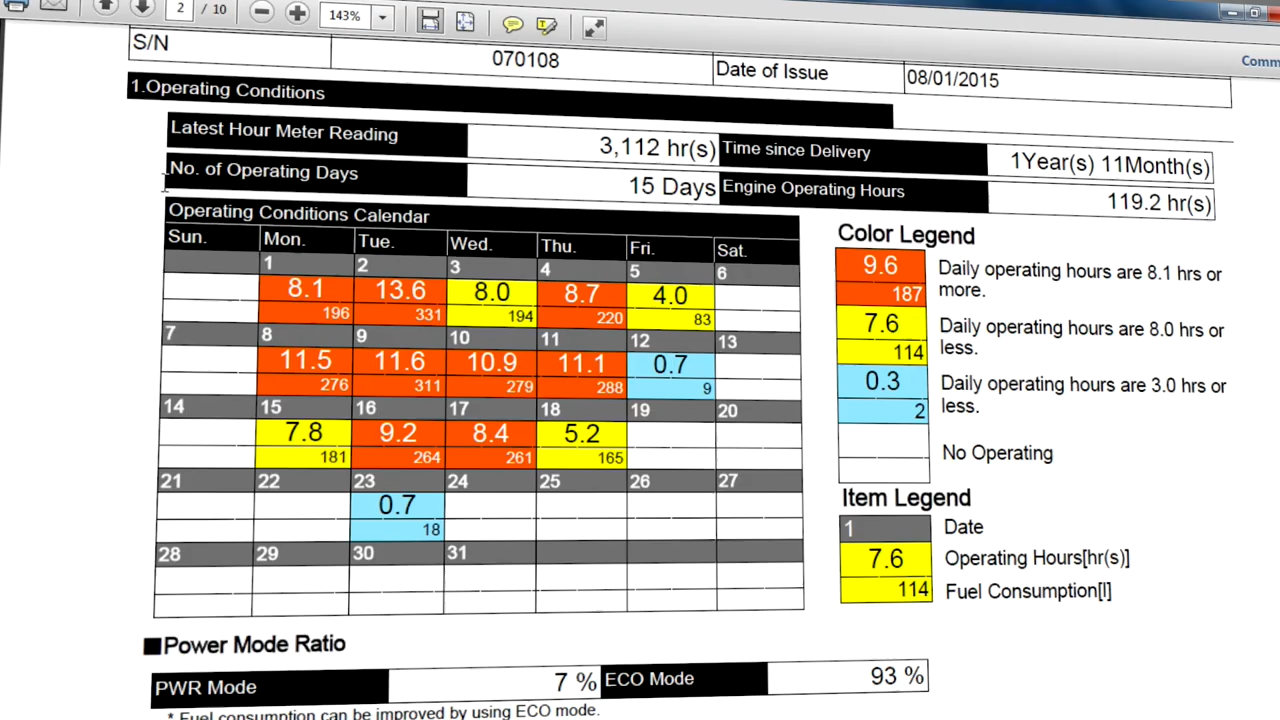 2 / 10 143% Comm
S/N 070108 Date of Issue 08/01/2015
1.Operating Conditions
Latest Hour Meter Reading 3,112 hr(s) Time since Delivery 1Year(s) 11Month(s)
No. of Operating Days 15 Days Engine Operating Hours 119.2 hr(s)
Operating Conditions Calendar
Sun. Mon. Tue. Wed. Thu. Fri. Sat.
1 2 3 4 5 6
8.1 13.6 8.0 8.7 4.0
196 331 194 220 83
7 8 9 10 11 12 13
11.5 11.6 10.9 11.1 0.7
276 311 279 288 9
14 15 16 17 18 19 20
7.8 9.2 8.4 5.2
181 264 261 165
21 22 23 24 25 26 27
0.7
18
28 29 30 31
Color Legend
9.6 Daily operating hours are 8.1 hrs or
187 more.
7.6 Daily operating hours are 8.0 hrs or
114 less.
0.3 Daily operating hours are 3.0 hrs or
2 less.
No Operating
Item Legend
1 Date
7.6 Operating Hours[hr(s)]
114 Fuel Consumption[l]
■Power Mode Ratio
PWR Mode 7 % ECO Mode 93 %
* Fuel consumption can be improved by using ECO mode.